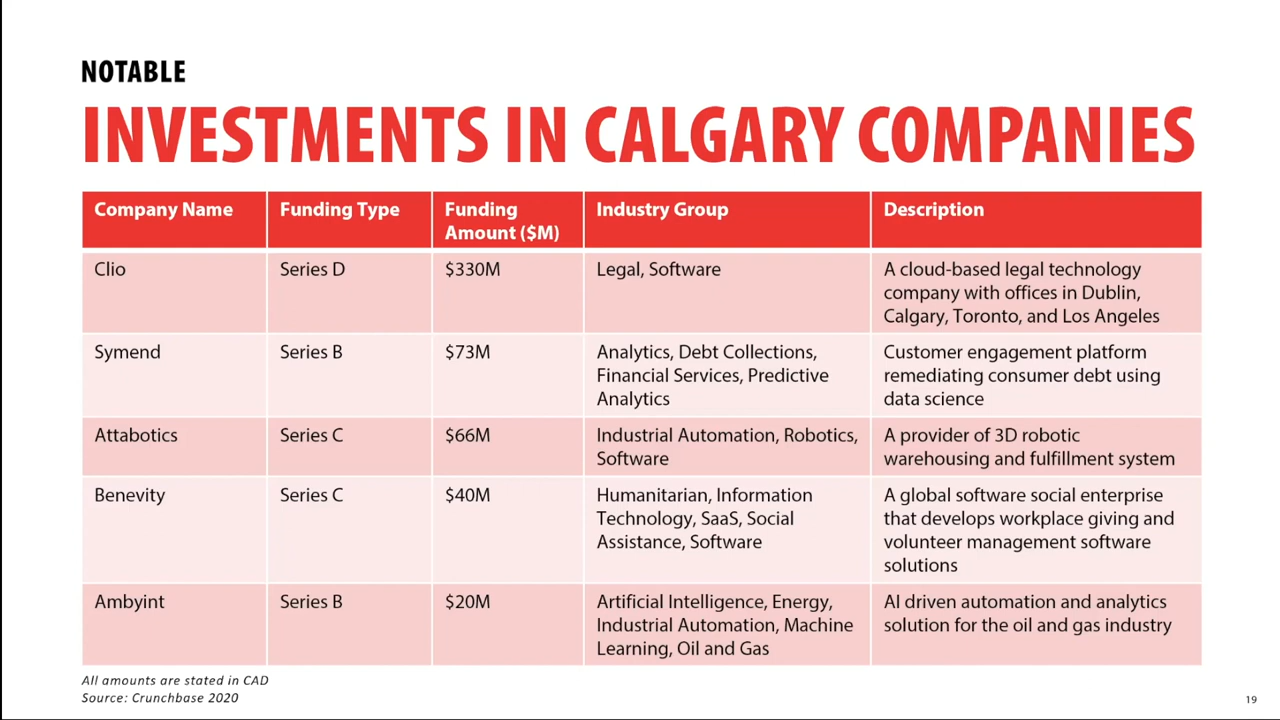 NOTABLE
INVESTMENTS IN CALGARY COMPANIES
Company Name
Funding Type
Funding
Amount ($M)
Industry Group
Description
Clio
Series D
$330M
Legal, Software
A cloud-based legal technology
company with offices in Dublin,
Calgary, Toronto, and Los Angeles
Symend
Series B
$73M
Analytics, Debt Collections,
Financial Services, Predictive
Analytics
Customer engagement platform
remediating consumer debt using
data science
Attabotics
Series C
$66M
Industrial Automation, Robotics,
Software
A provider of 3D robotic
warehousing and fulfillment system
Benevity
Series C
$40M
Humanitarian, Information
Technology, SaaS, Social
Assistance, Software
A global software social enterprise
that develops workplace giving and
volunteer management software
solutions
Ambyint
Series B
$20M
Artificial Intelligence, Energy,
Industrial Automation, Machine
Learning, Oil and Gas
AI driven automation and analytics
solution for the oil and gas industry
All amounts are stated in CAD
Source: Crunchbase 2020
19